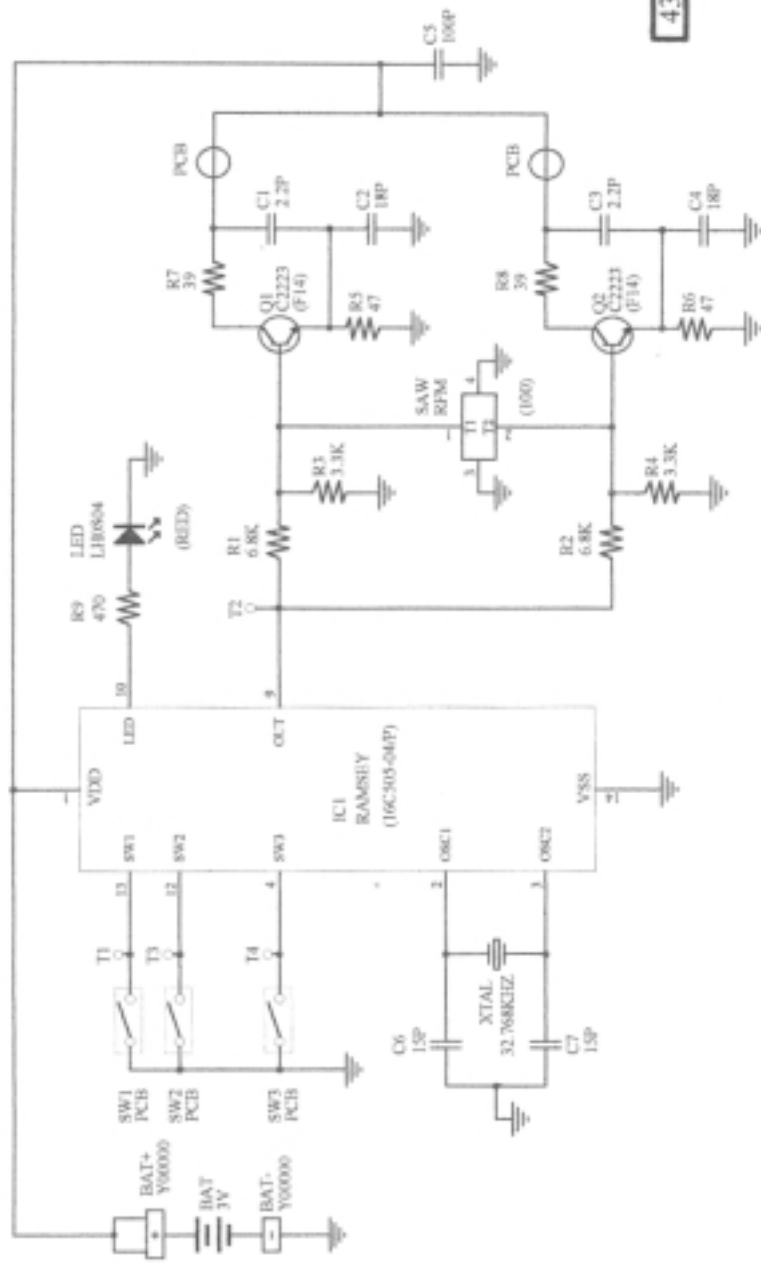 43
C5
100P
PCB
PCB
C1
2.2P
C2
18P
C3
2.2P
C4
18P
R7
39
Q1
C2223
(F14)
R5
47
R8
39
Q2
C2223
(F14)
R6
47
SAW
RFM
(100)
1
T1
T2
2
3
4
LED
LH0804
(RED)
R9
470
R1
6.8K
R3
3.3K
R2
6.8K
R4
3.3K
T2
10
9
1
VDD
LED
OUT
IC1
RAMSEY
(16C505-04/P)
SW1
SW2
SW3
OSC1
OSC2
VSS
14
13
12
4
2
3
T1
T3
T4
SW1
PCB
SW2
PCB
SW3
PCB
C6
15P
XTAL
32.768KHZ
C7
15P
BAT+
Y00000
+
BAT
3V
BAT-
Y00000
-